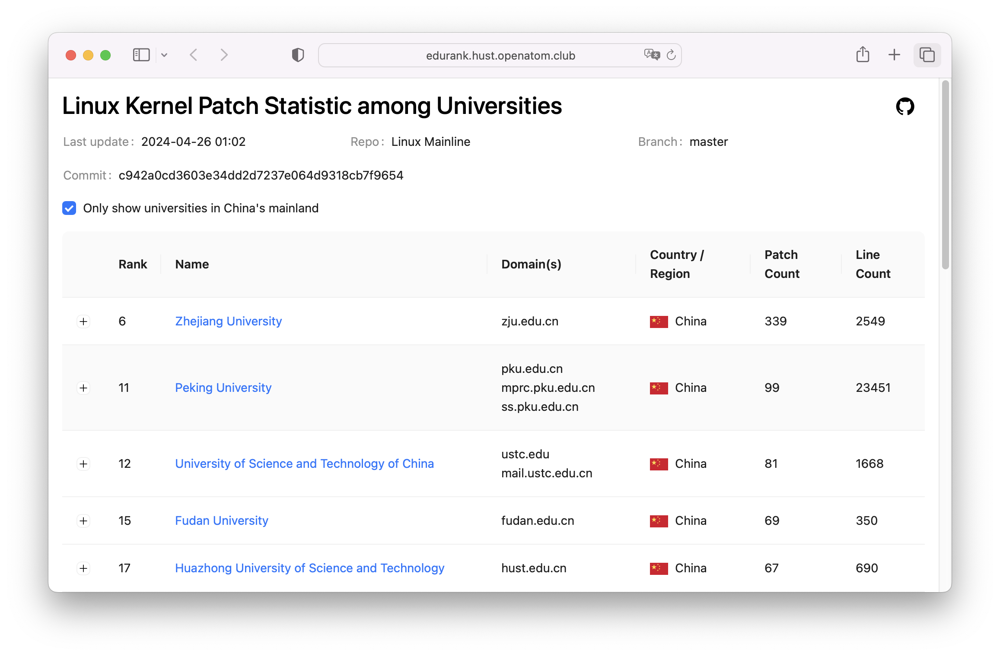 edurank.hust.openatom.club
Linux Kernel Patch Statistic among Universities
Last update: 2024-04-26 01:02 Repo: Linux Mainline Branch: master
Commit: c942a0cd3603e34dd2d7237e064d9318cb7f9654
Only show universities in China's mainland
Rank Name Domain(s) Country / Region Patch Count Line Count
6 Zhejiang University zju.edu.cn China 339 2549
11 Peking University pku.edu.cn mprc.pku.edu.cn ss.pku.edu.cn China 99 23451
12 University of Science and Technology of China ustc.edu mail.ustc.edu.cn China 81 1668
15 Fudan University fudan.edu.cn China 69 350
17 Huazhong University of Science and Technology hust.edu.cn China 67 690